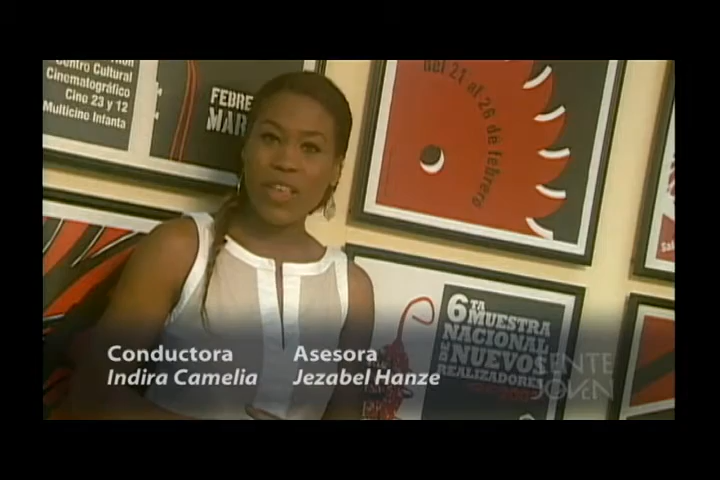 Centro Cultural
Cinematográfico
Cine 23 y 12
Multicine Infanta
FEBRE
MAR
del 21 al 26 de febrero
6TA
MUESTRA
NACIONAL
DE NUEVOS
REALIZADORES
Conductora
Indira Camelia
Asesora
Jezabel Hanze
JOVEN